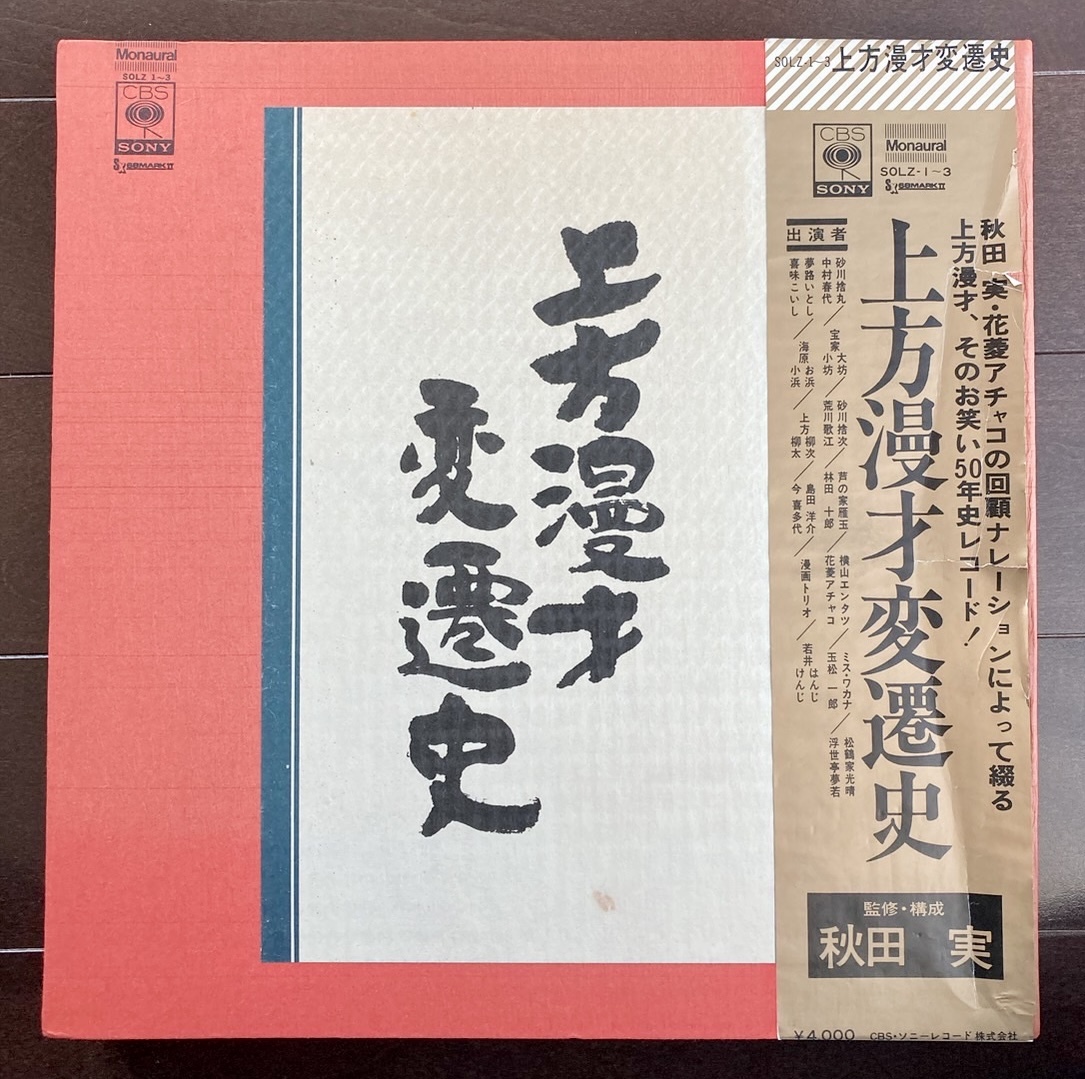 Monaural
SOLZ 1~3
CBS
SONY
SX68MARKⅡ
上方漫才
変遷史
SOLZ-1~3
上方漫才変遷史
CBS
SONY
Monaural
SOLZ-1~3
SX68MARKⅡ
秋田 実・花菱アチャコの回顧ナレーションによって綴る
上方漫才、そのお笑い50年史レコード!
上方漫才変遷史
出演者
砂川捨丸
中村春代/
宝家 大坊
小坊/
砂川捨次
荒川歌江/
芦の家雁玉
林田 十郎/
横山エンタツ
花菱アチャコ/
ミス・ワカナ
玉松 一郎/
松鶴家光晴
浮世亭夢若
夢路いとし
喜味こいし/
海原お浜
小浜/
上方 柳次
柳太/
島田 洋介
今 喜多代/
漫画トリオ/
若井 はんじ
けんじ
監修・構成
秋田 実
¥4,000 CBS・ソニーレコード株式会社